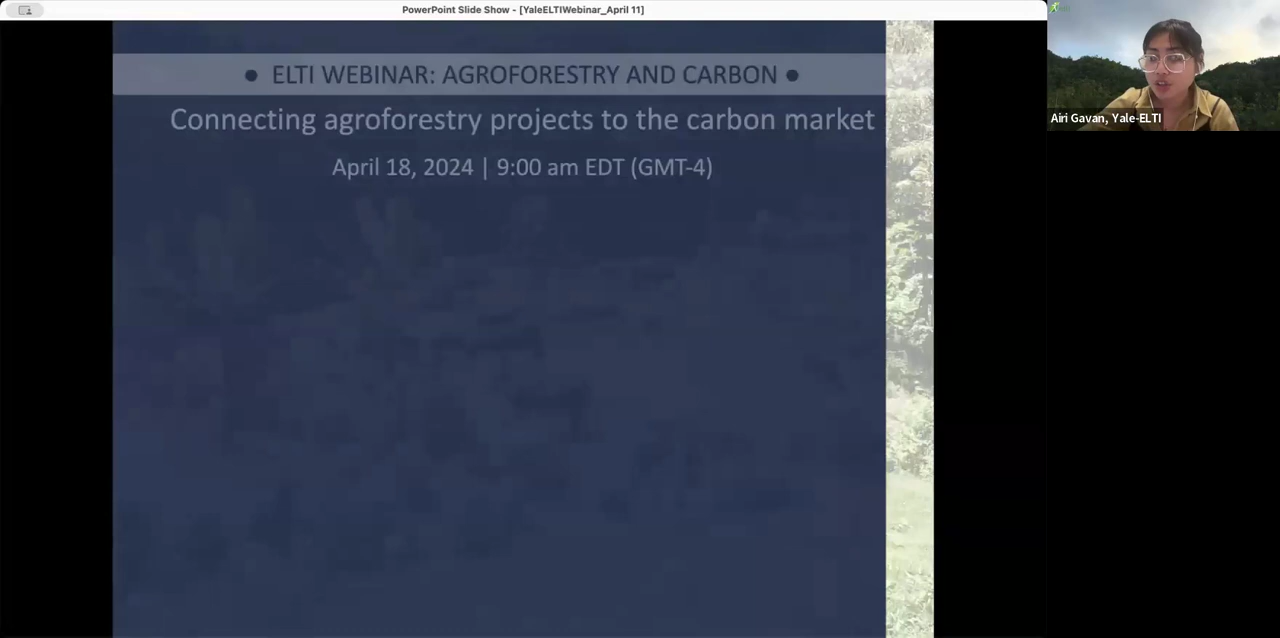 PowerPoint Slide Show - [YaleELTIWebinar_April 11]
• ELTI WEBINAR: AGROFORESTRY AND CARBON •
Connecting agroforestry projects to the carbon market
April 18, 2024 | 9:00 am EDT (GMT-4)
Airi Gavan, Yale-ELTI